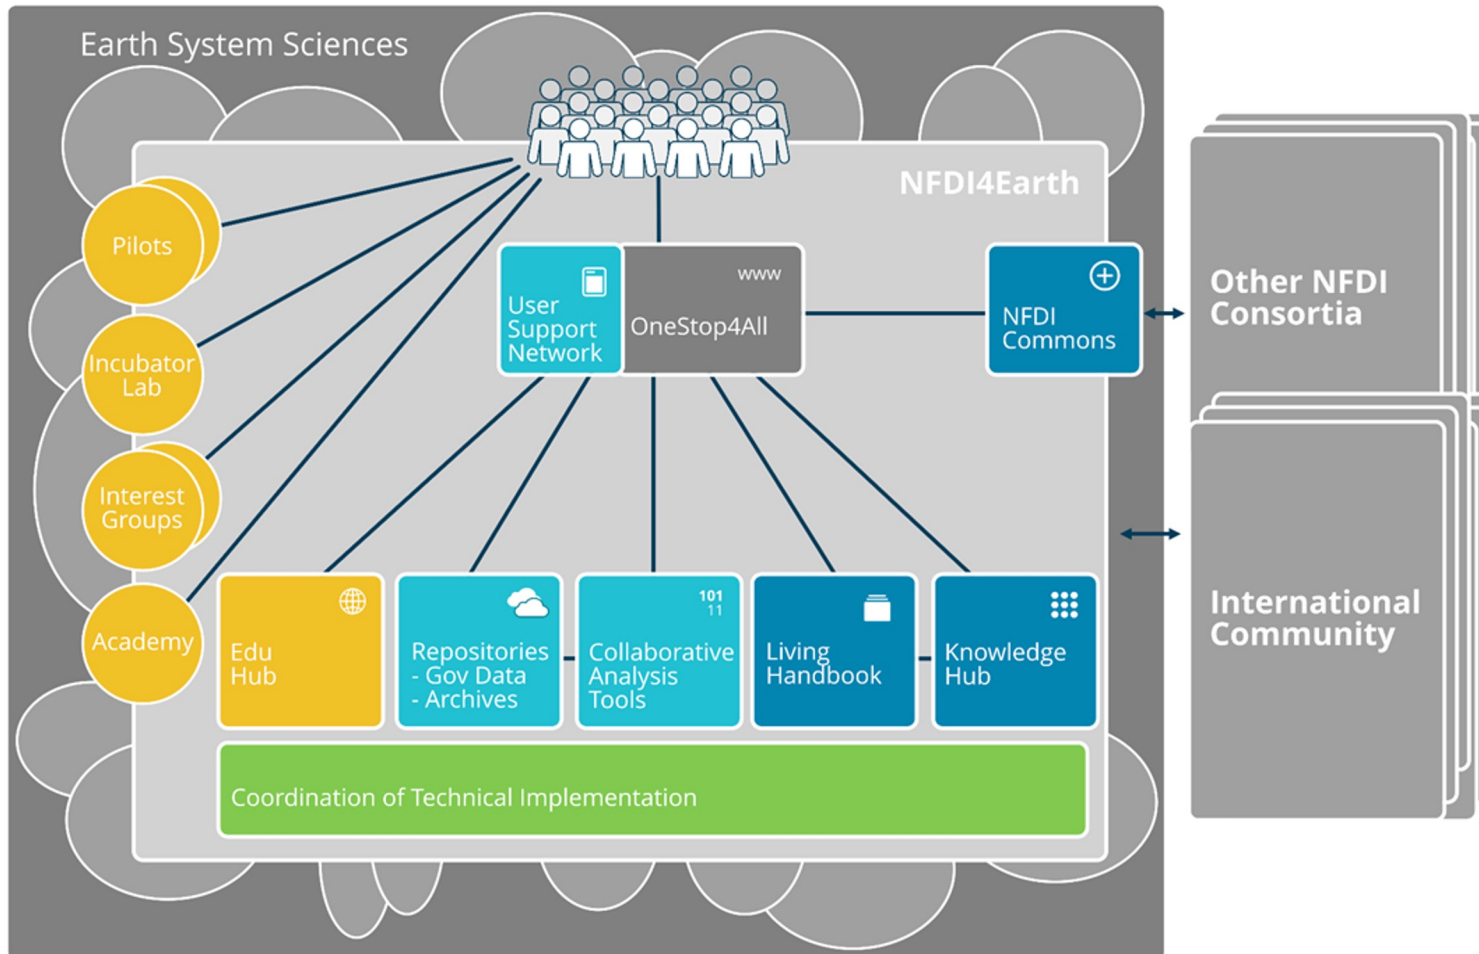 Earth System Sciences
NFDI4Earth
Pilots
Incubator
Lab
Interest
Groups
Academy
User
Support
Network
www
OneStop4All
NFDI
Commons
Other NFDI
Consortia
International
Community
Edu
Hub
Repositories
- Gov Data
- Archives
101
11
Collaborative
Analysis
Tools
Living
Handbook
Knowledge
Hub
Coordination of Technical Implementation